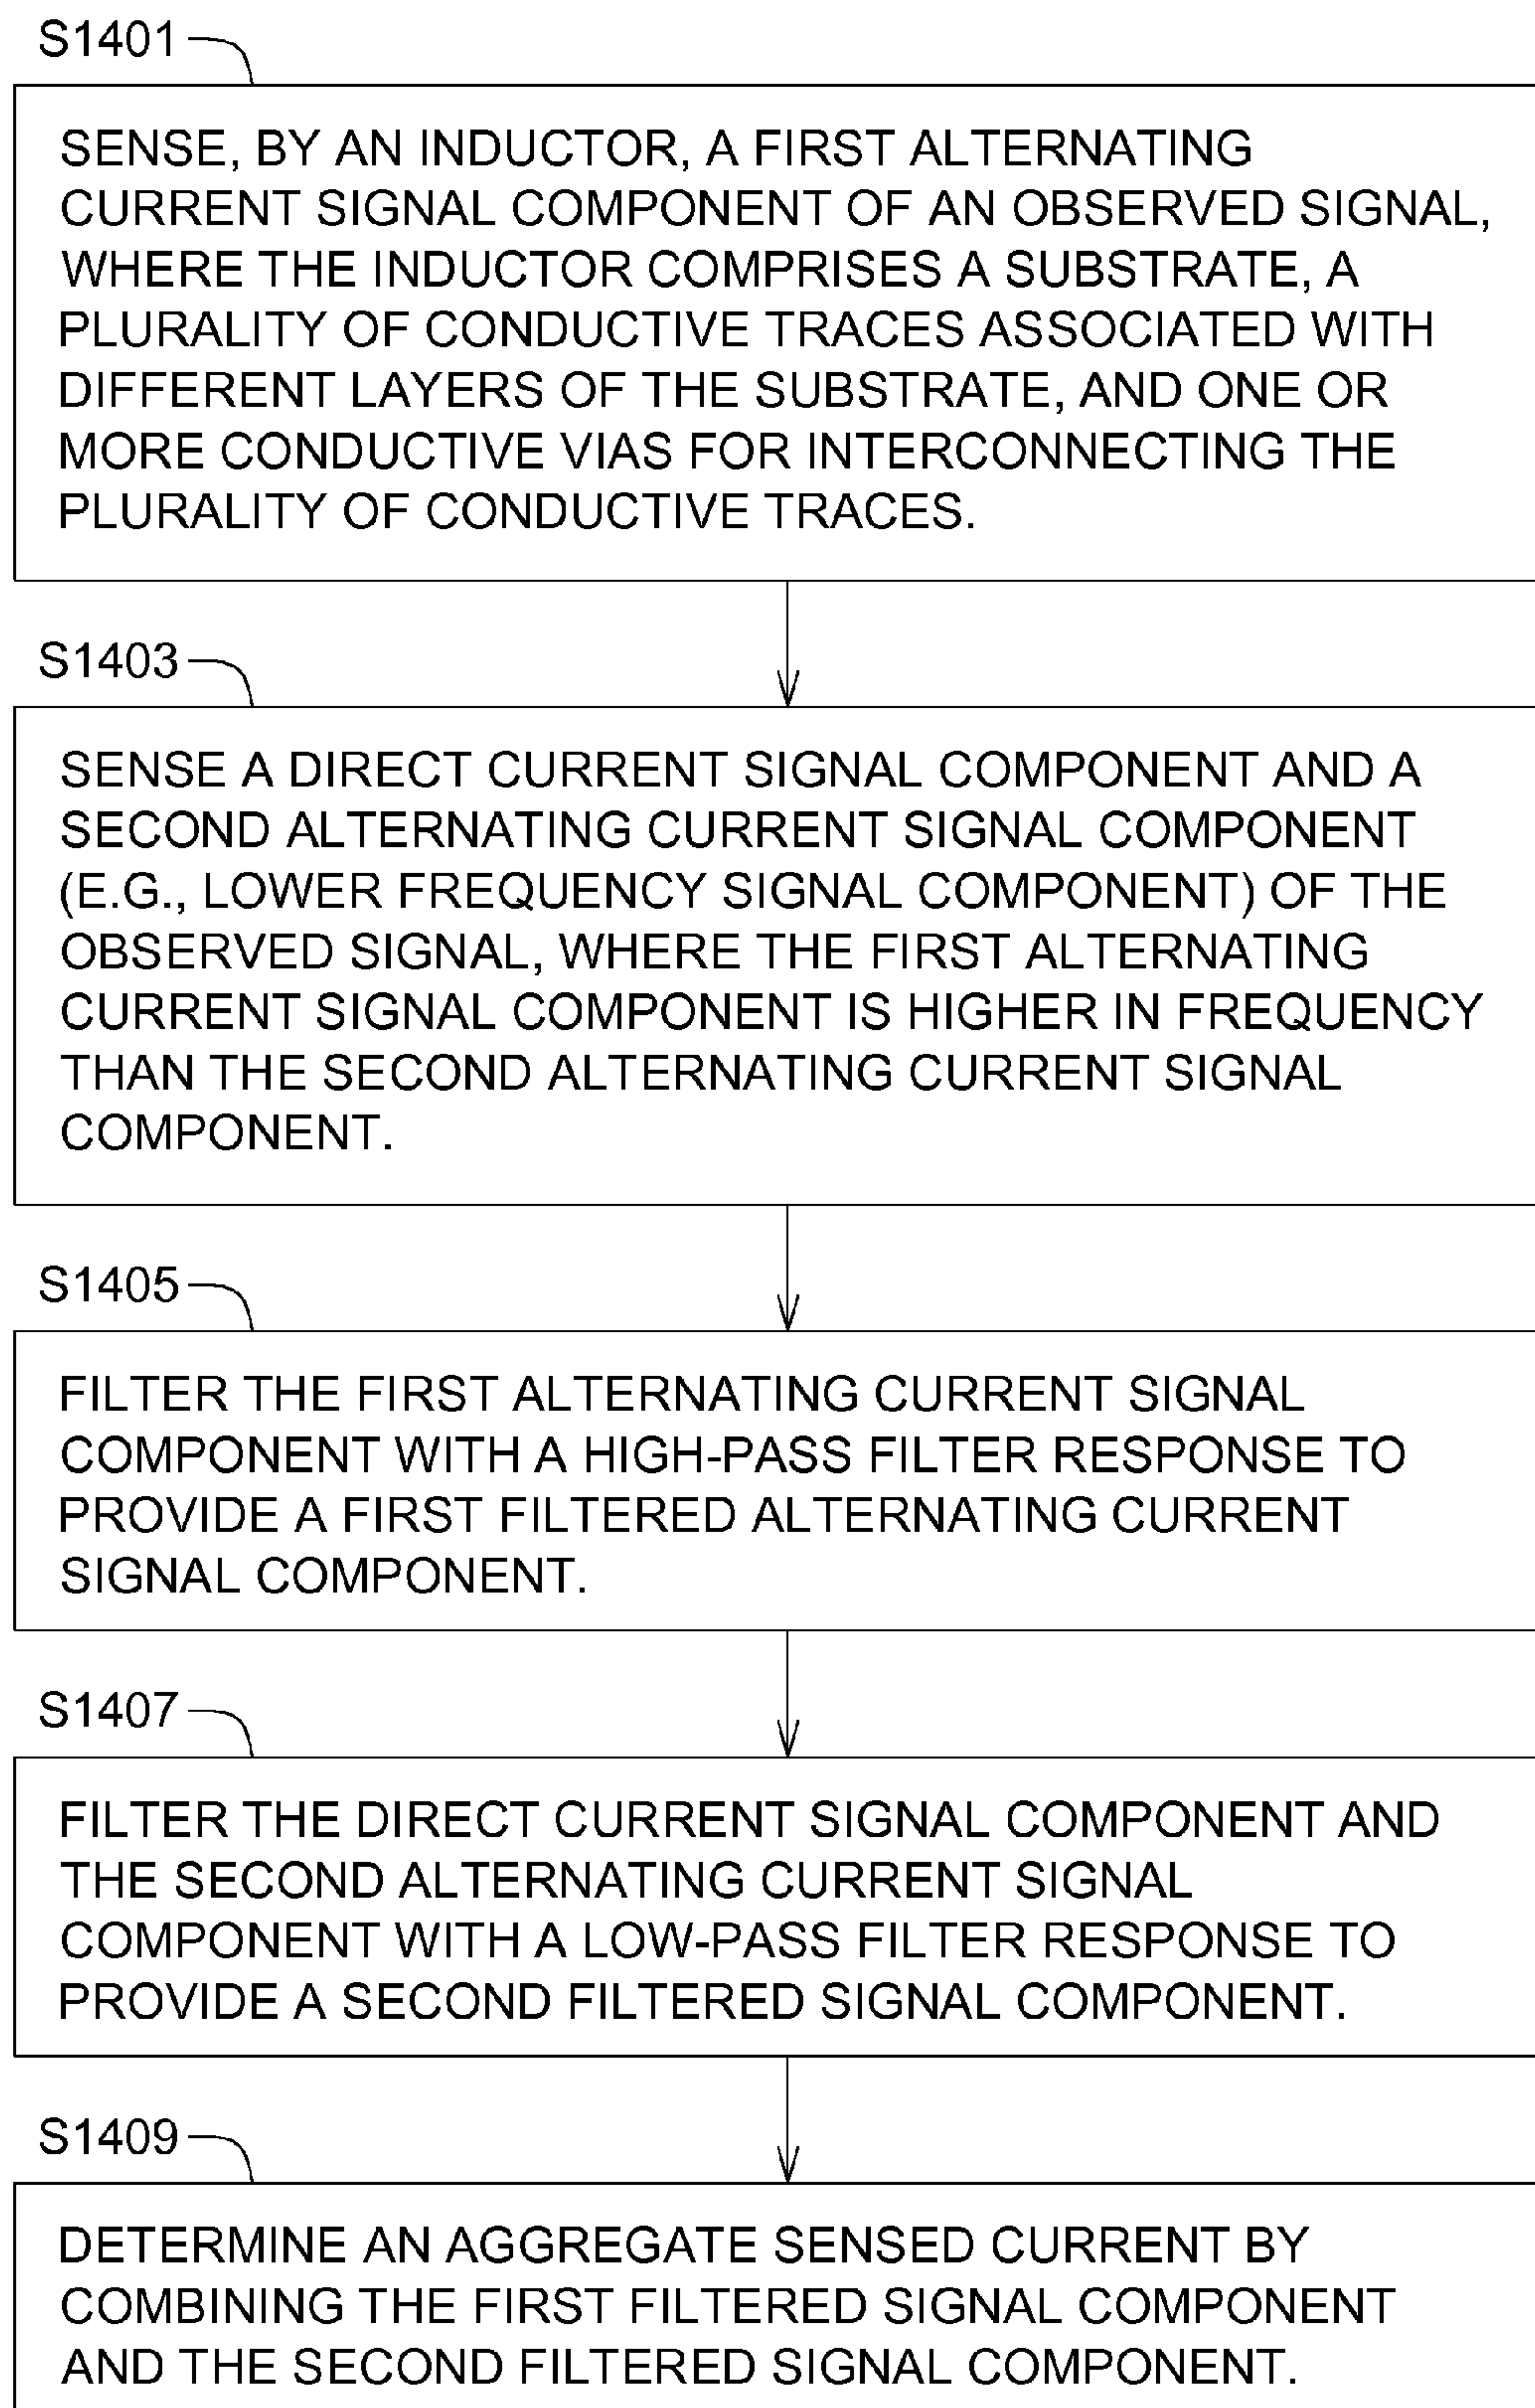 S1401
SENSE, BY AN INDUCTOR, A FIRST ALTERNATING
CURRENT SIGNAL COMPONENT OF AN OBSERVED SIGNAL,
WHERE THE INDUCTOR COMPRISES A SUBSTRATE, A
PLURALITY OF CONDUCTIVE TRACES ASSOCIATED WITH
DIFFERENT LAYERS OF THE SUBSTRATE, AND ONE OR
MORE CONDUCTIVE VIAS FOR INTERCONNECTING THE
PLURALITY OF CONDUCTIVE TRACES.
S1403
SENSE A DIRECT CURRENT SIGNAL COMPONENT AND A
SECOND ALTERNATING CURRENT SIGNAL COMPONENT
(E.G., LOWER FREQUENCY SIGNAL COMPONENT) OF THE
OBSERVED SIGNAL, WHERE THE FIRST ALTERNATING
CURRENT SIGNAL COMPONENT IS HIGHER IN FREQUENCY
THAN THE SECOND ALTERNATING CURRENT SIGNAL
COMPONENT.
S1405
FILTER THE FIRST ALTERNATING CURRENT SIGNAL
COMPONENT WITH A HIGH-PASS FILTER RESPONSE TO
PROVIDE A FIRST FILTERED ALTERNATING CURRENT
SIGNAL COMPONENT.
S1407
FILTER THE DIRECT CURRENT SIGNAL COMPONENT AND
THE SECOND ALTERNATING CURRENT SIGNAL
COMPONENT WITH A LOW-PASS FILTER RESPONSE TO
PROVIDE A SECOND FILTERED SIGNAL COMPONENT.
S1409
DETERMINE AN AGGREGATE SENSED CURRENT BY
COMBINING THE FIRST FILTERED SIGNAL COMPONENT
AND THE SECOND FILTERED SIGNAL COMPONENT.